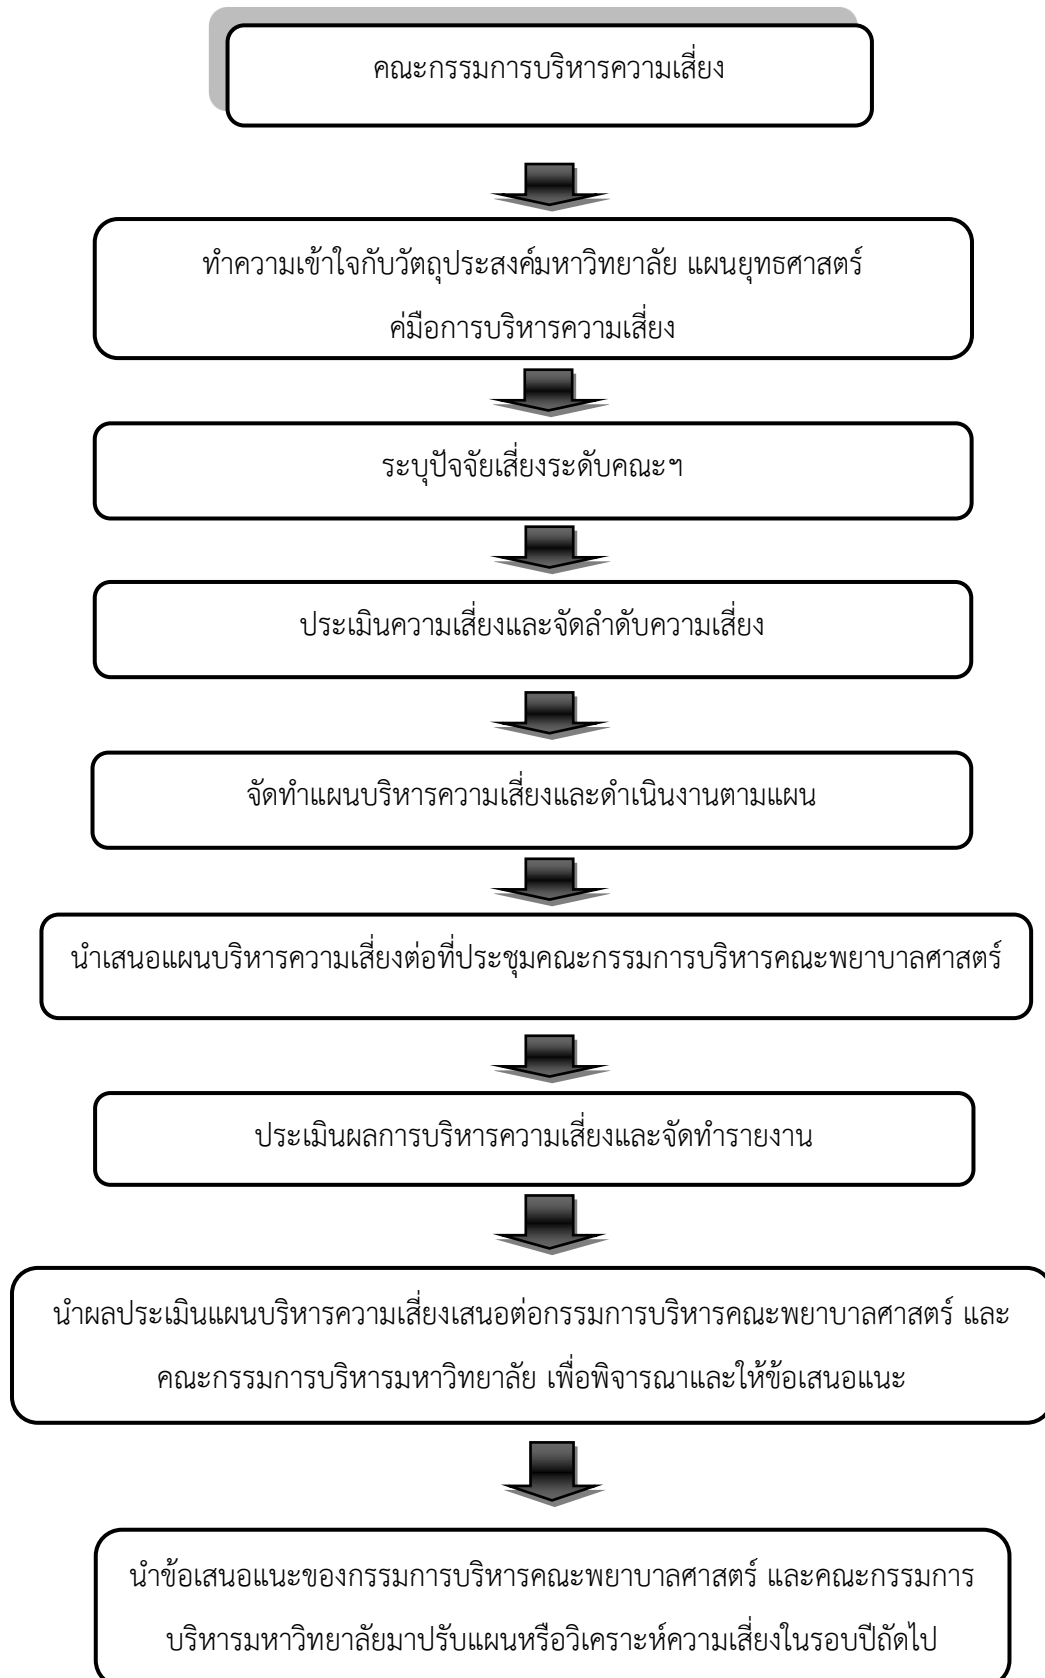 คณะกรรมการบริหารความเสี่ยง
ทำความเข้าใจกับวัตถุประสงค์มหาวิทยาลัย แผนยุทธศาสตร์
คู่มือการบริหารความเสี่ยง
ระบุปัจจัยเสี่ยงระดับคณะฯ
ประเมินความเสี่ยงและจัดลำดับความเสี่ยง
จัดทำแผนบริหารความเสี่ยงและดำเนินงานตามแผน
นำเสนอแผนบริหารความเสี่ยงต่อที่ประชุมคณะกรรมการบริหารคณะพยาบาลศาสตร์
ประเมินผลการบริหารความเสี่ยงและจัดทำรายงาน
นำผลประเมินแผนบริหารความเสี่ยงเสนอต่อกรรมการบริหารคณะพยาบาลศาสตร์ และ
คณะกรรมการบริหารมหาวิทยาลัย เพื่อพิจารณาและให้ข้อเสนอแนะ
นำข้อเสนอแนะของกรรมการบริหารคณะพยาบาลศาสตร์ และคณะกรรมการ
บริหารมหาวิทยาลัยมาปรับแผนหรือวิเคราะห์ความเสี่ยงในรอบปีถัดไป